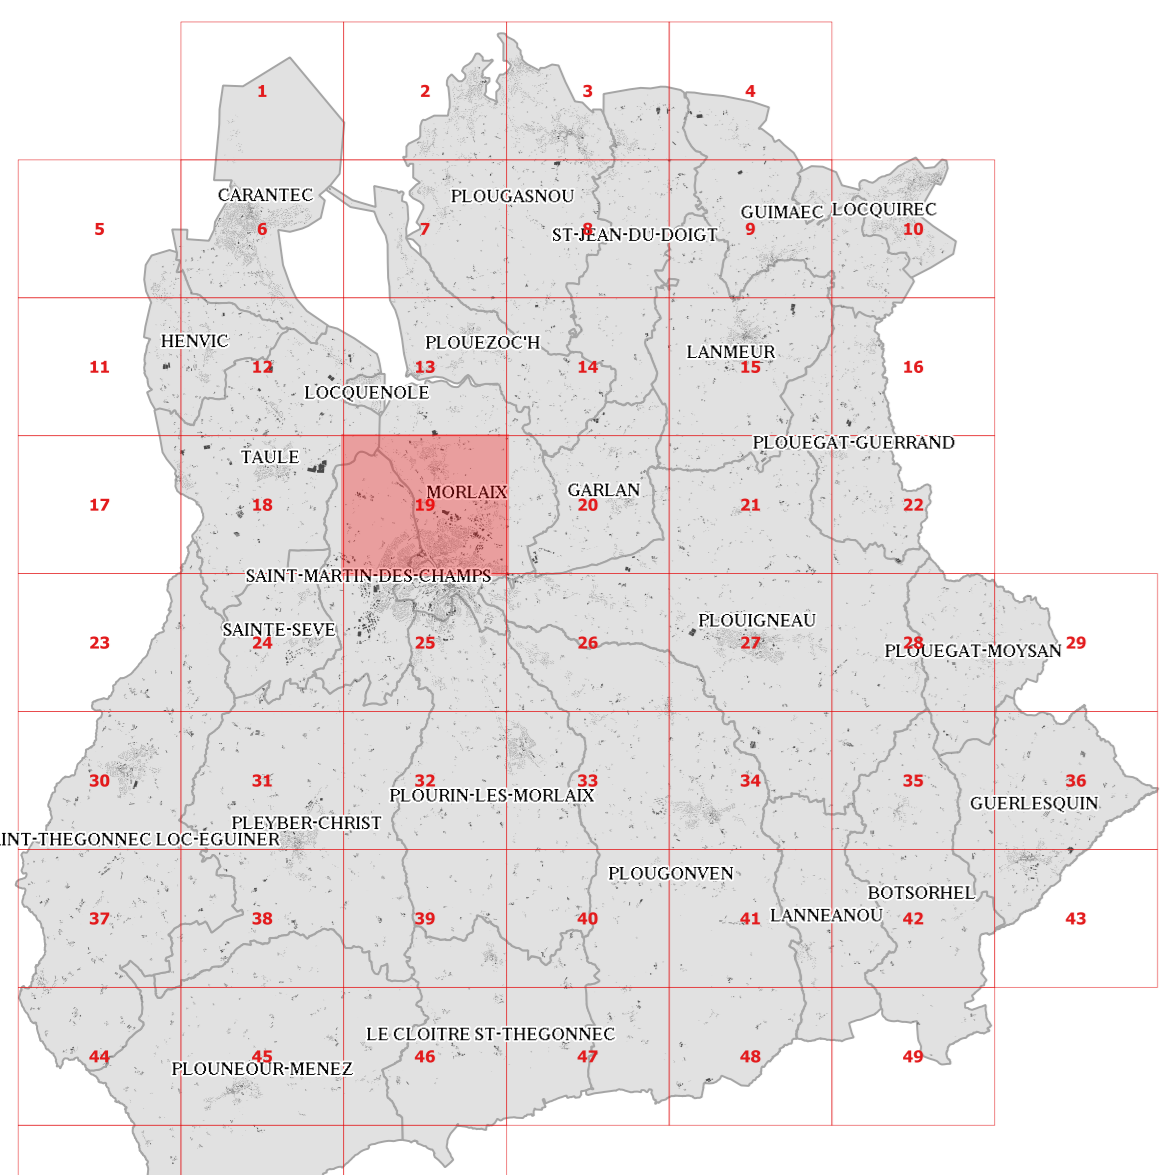 1
2
3
4
CARANTEC
PLOUGASNOU
GUIMAEC
LOCQUIREC
5
6
7
8
ST-JEAN-DU-DOIGT
9
10
HENVIC
PLOUEZOC'H
LANMEUR
11
12
13
14
15
16
LOCQUENOLE
PLOUEGAT-GUERRAND
TAULE
MORLAIX
GARLAN
17
18
19
20
21
22
SAINT-MARTIN-DES-CHAMPS
PLOUIGNEAU
SAINTE-SEVE
23
24
25
26
27
28
29
PLOUEGAT-MOYSAN
30
31
32
33
34
35
36
PLOURIN-LES-MORLAIX
GUERLESQUIN
PLEYBER-CHRIST
INT-THEGONNEC LOC-ÉGUINER
PLOUGONVEN
BOTSORHEL
LANNEANOU
37
38
39
40
41
42
43
LE CLOITRE ST-THEGONNEC
44
45
46
47
48
49
PLOUNEOUR-MENEZ